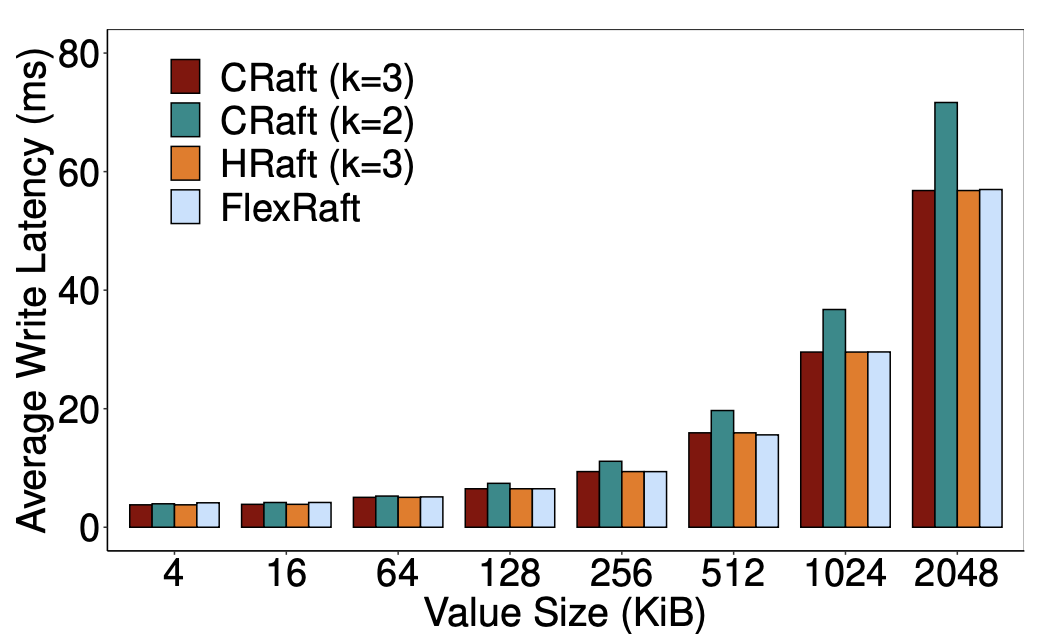 Average Write Latency (ms)
80
60
40
20
0
CRaft (k=3)
CRaft (k=2)
HRaft (k=3)
FlexRaft
4 16 64 128 256 512 1024 2048
Value Size (KiB)